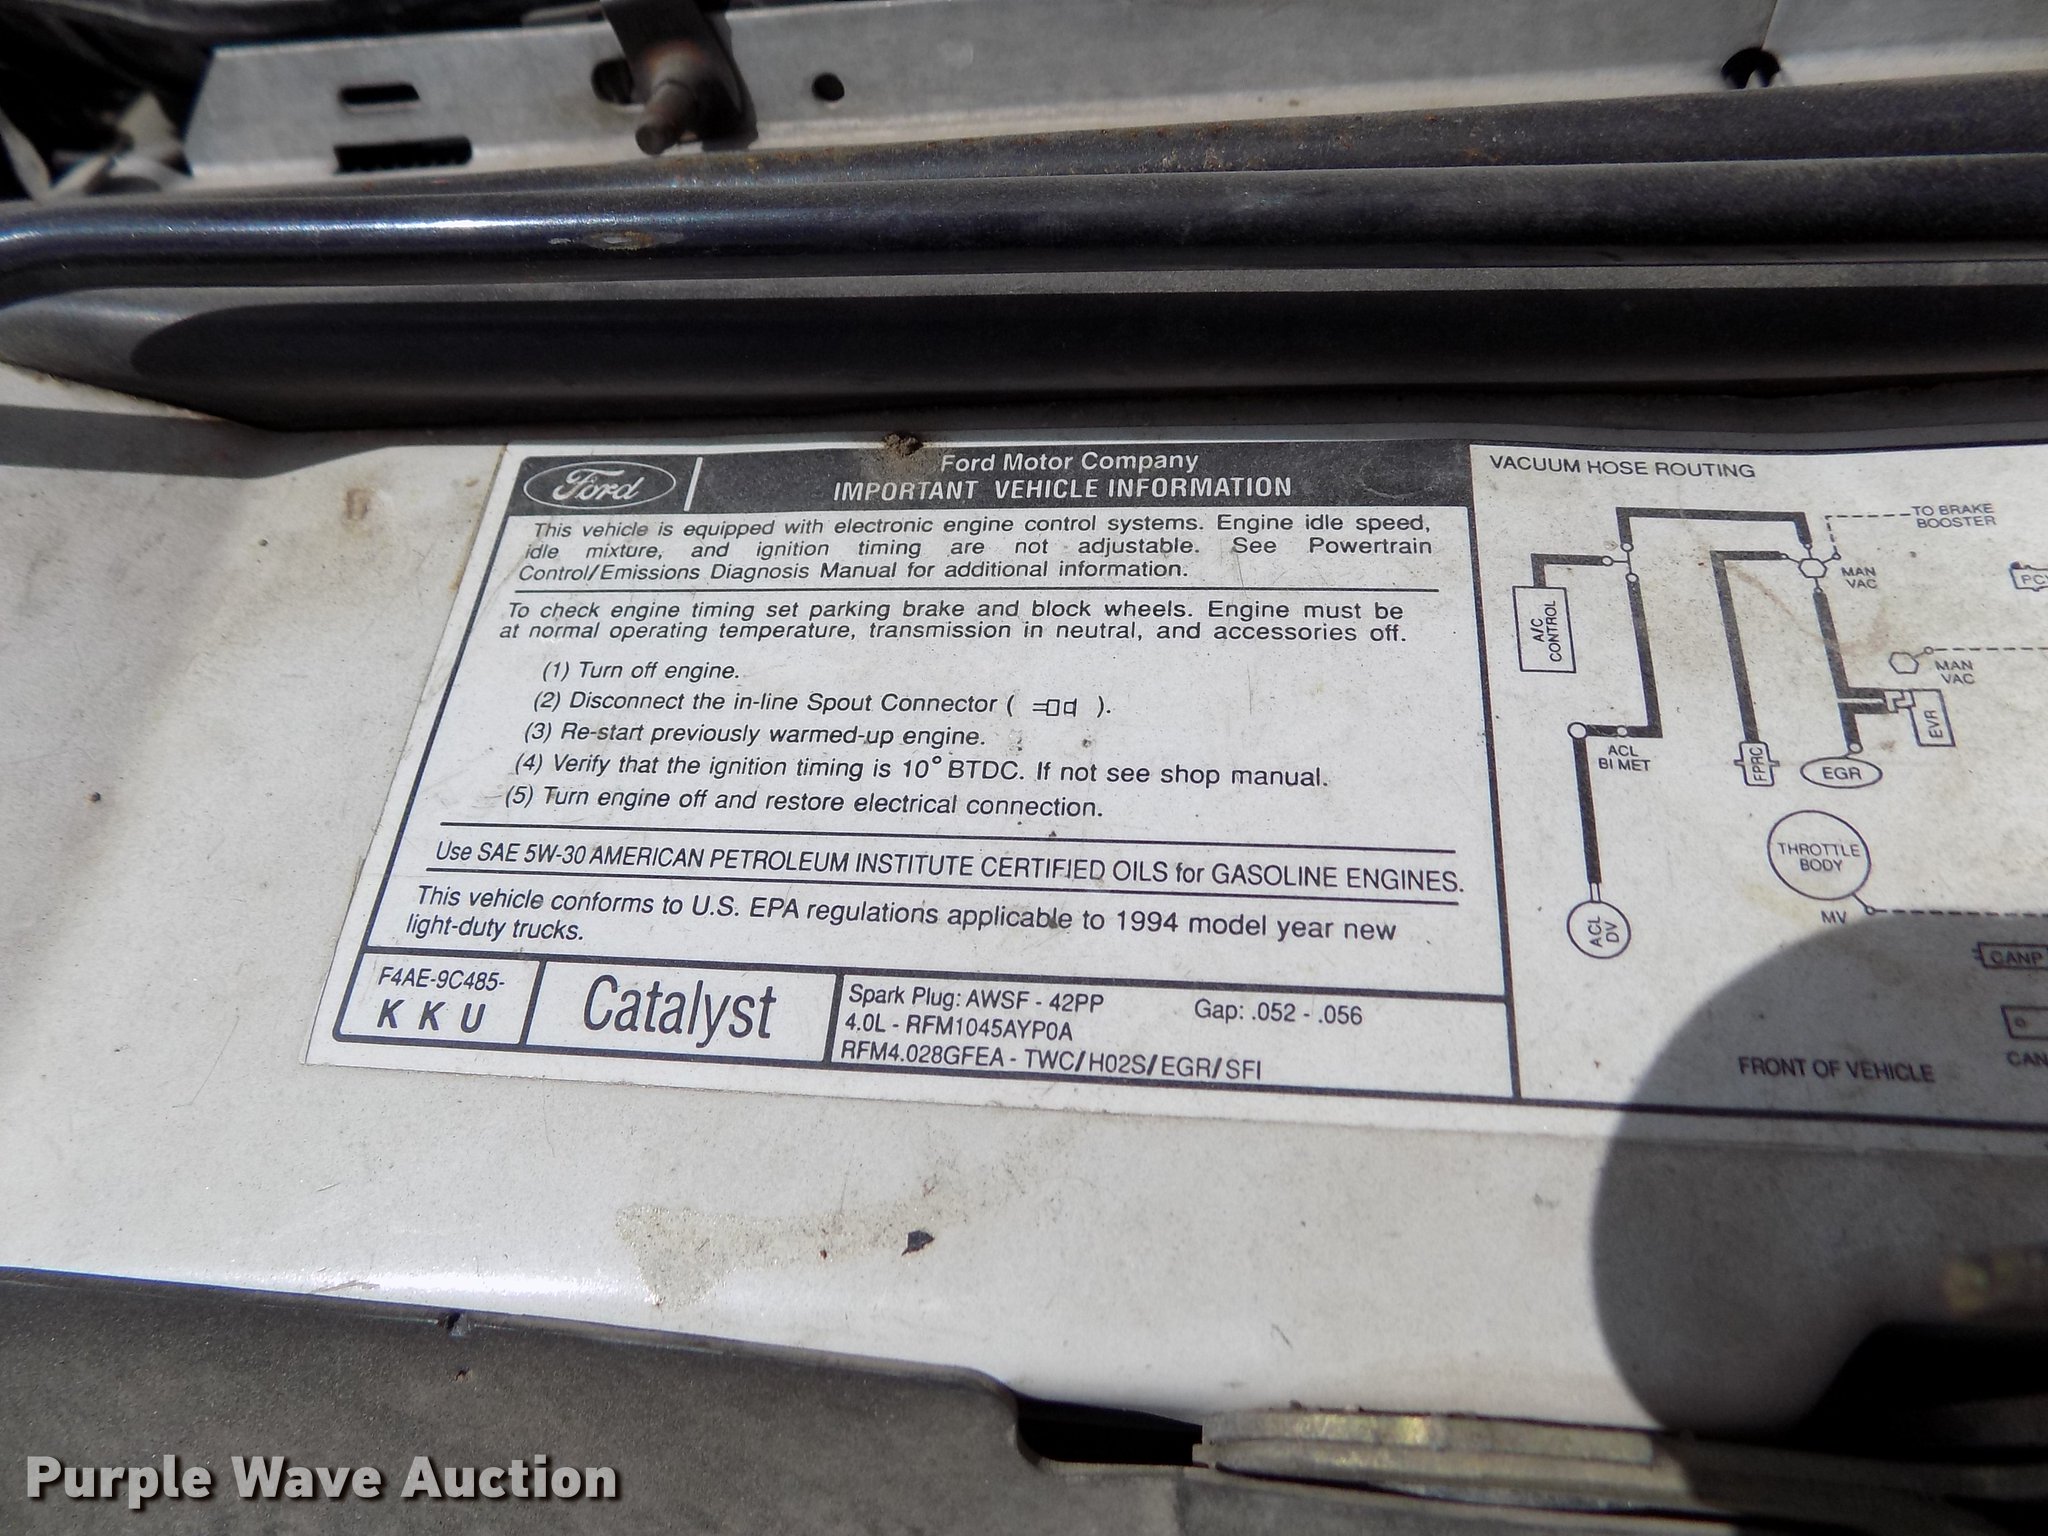 Ford
Ford Motor Company
IMPORTANT VEHICLE INFORMATION
This vehicle is equipped with electronic engine control systems. Engine idle speed,
idle mixture, and ignition timing are not adjustable. See Powertrain
Control/Emissions Diagnosis Manual for additional information.
To check engine timing set parking brake and block wheels. Engine must be
at normal operating temperature, transmission in neutral, and accessories off.
(1) Turn off engine.
(2) Disconnect the in-line Spout Connector ( ).
(3) Re-start previously warmed-up engine.
(4) Verify that the ignition timing is 10° BTDC. If not see shop manual.
(5) Turn engine off and restore electrical connection.
Use SAE 5W-30 AMERICAN PETROLEUM INSTITUTE CERTIFIED OILS for GASOLINE ENGINES.
This vehicle conforms to U.S. EPA regulations applicable to 1994 model year new
light-duty trucks.
F4AE-9C485-
K K U
Catalyst
Spark Plug: AWSF - 42PP Gap: .052 - .056
4.0L - RFM1045AYP0A
RFM4.028GFEA - TWC/H02S/EGR/SFI
VACUUM HOSE ROUTING
TO BRAKE
BOOSTER
MAN
VAC
A/C
CONTROL
MAN
VAC
EVR
ACL
BI MET
FPRC
EGR
THROTTLE
BODY
MV
ACL
DV
CANP
CAN
FRONT OF VEHICLE
Purple Wave Auction